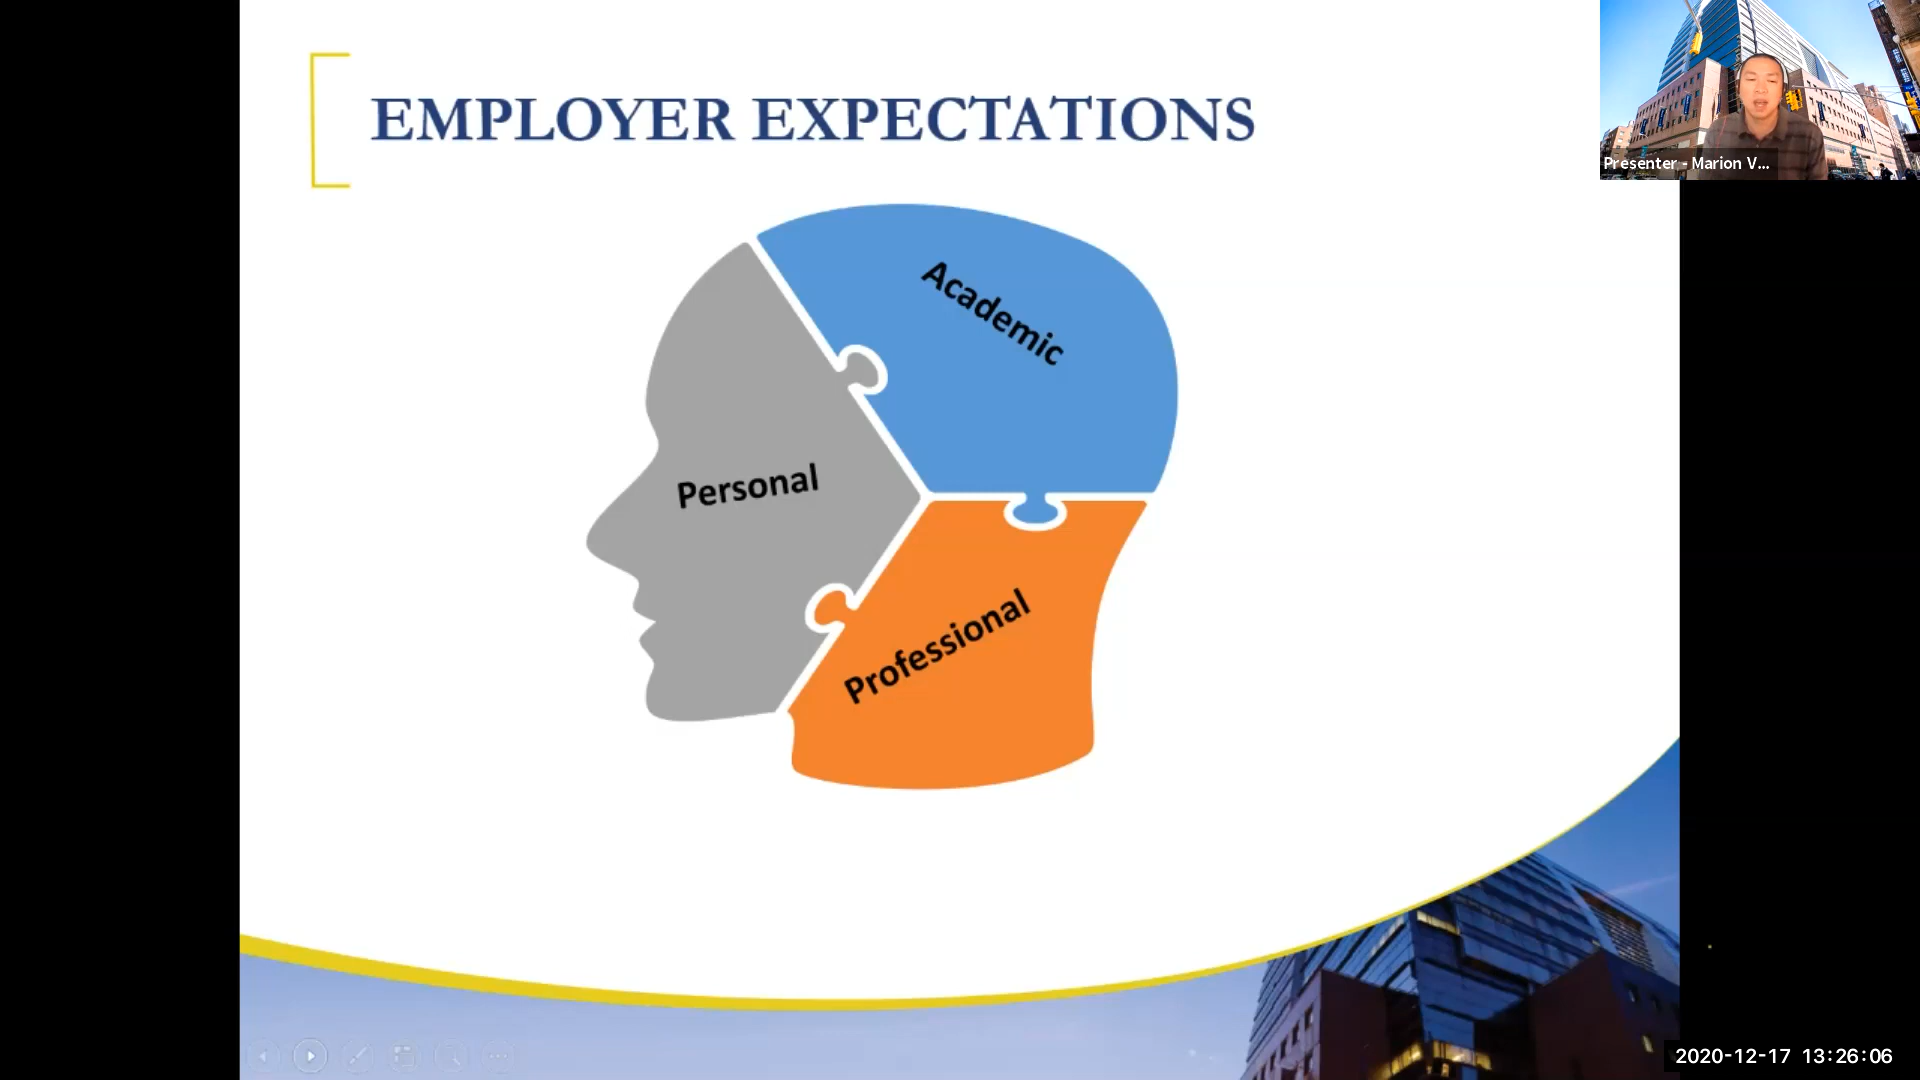 EMPLOYER EXPECTATIONS
Presenter - Marion V...
Academic
Personal
Professional
2020-12-17 13:26:06